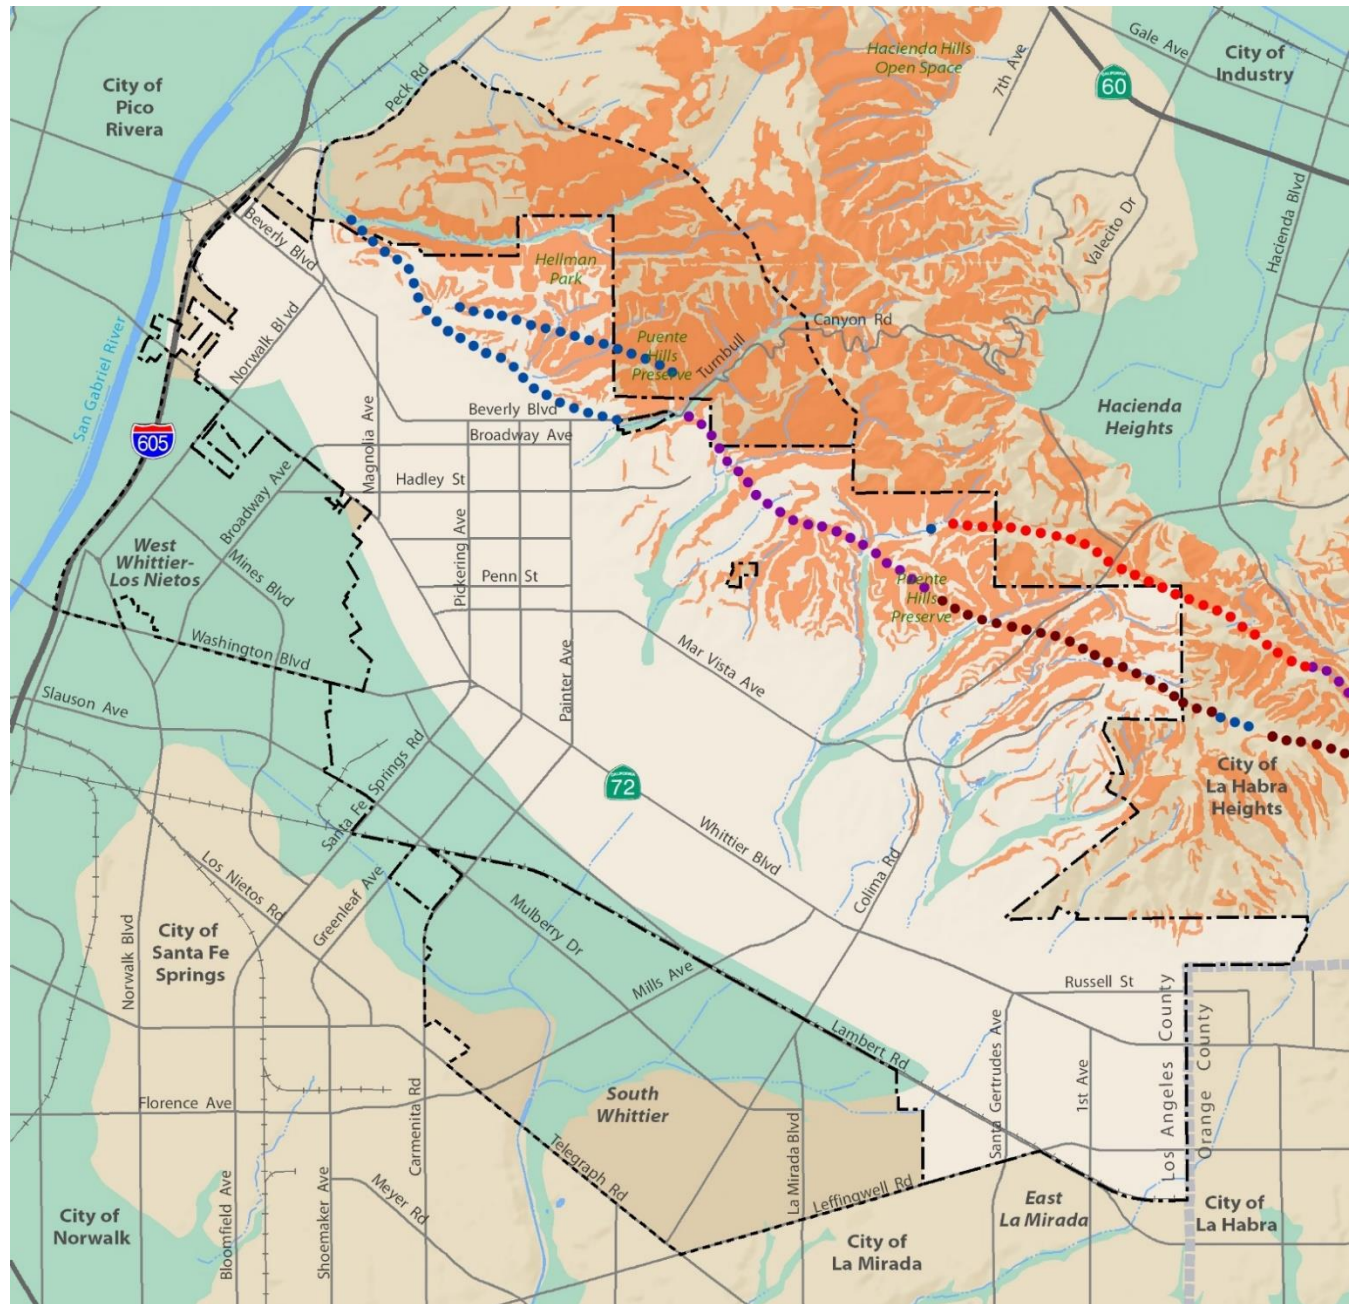 City of
Pico
Rivera
Peck Rd
Hacienda Hills
Open Space
7th Ave
CALIFORNIA
60
Gale Ave
City of
Industry
Hacienda Blvd
Valecito Dr
Beverly Blvd
Hellman
Park
Canyon Rd
Turnbull
Puente
Hills
Preserve
San Gabriel River
Norwalk Blvd
605
Magnolia Ave
Beverly Blvd
Broadway Ave
Hadley St
Hacienda
Heights
Broadway Ave
West
Whittier-
Los Nietos
Mines Blvd
Pickering Ave
Penn St
Puente
Hills
Preserve
Washington Blvd
Painter Ave
Mar Vista Ave
Slauson Ave
Santa Fe Springs Rd
CALIFORNIA
72
City of
La Habra
Heights
Whittier Blvd
Colima Rd
Los Nietos Rd
Greenleaf Ave
Mulberry Dr
Norwalk Blvd
City of
Santa Fe
Springs
Mills Ave
Russell St
Los Angeles County
Orange County
Lambert Rd
Santa Gertrudes Ave
1st Ave
Florence Ave
Carmenita Rd
South
Whittier
La Mirada Blvd
Telegraph Rd
Leffingwell Rd
Bloomfield Ave
Shoemaker Ave
Meyer Rd
City of
Norwalk
East
La Mirada
City of
La Habra
City of
La Mirada